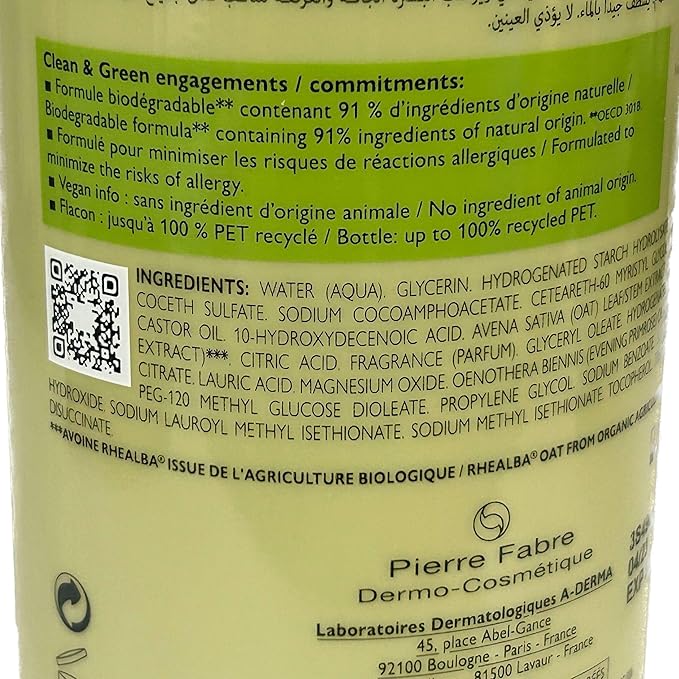 جيداً بالماء. لا يؤذي العينين.
Clean & Green engagements / commitments:
▪ Formule biodégradable** contenant 91 % d’ingrédients d’origine naturelle /
Biodegradable formula** containing 91% ingredients of natural origin. **OECD 301B.
▪ Formulé pour minimiser les risques de réactions allergiques / Formulated to
minimize the risks of allergy.
▪ Vegan info : sans ingrédient d’origine animale / No ingredient of animal origin.
▪ Flacon : jusqu’à 100 % PET recyclé / Bottle: up to 100% recycled PET.
INGREDIENTS: WATER (AQUA). GLYCERIN. HYDROGENATED STARCH
COCETH SULFATE. SODIUM COCOAMPHOACETATE. CETEARETH-60 MYRISTYL
CASTOR OIL. 10-HYDROXYDECENOIC ACID. AVENA SATIVA (OAT) LEAF/STEM
EXTRACT)***. CITRIC ACID. FRAGRANCE (PARFUM). GLYCERYL OLEATE.
CITRATE. LAURIC ACID. MAGNESIUM OXIDE. OENOTHERA BIENNIS (EVENING
PEG-120 METHYL GLUCOSE DIOLEATE. PROPYLENE GLYCOL. SODIUM
HYDROXIDE. SODIUM LAUROYL METHYL ISETHIONATE. SODIUM METHYL ISETHIONATE.
DISUCCINATE.
***AVOINE RHEALBA® ISSUE DE L’AGRICULTURE BIOLOGIQUE / RHEALBA® OAT FROM ORGANIC
Pierre Fabre
Dermo-Cosmétique
Laboratoires Dermatologiques A-DERMA
45, place Abel-Gance
92100 Boulogne - Paris - France
81500 Lavaur - France
EXP